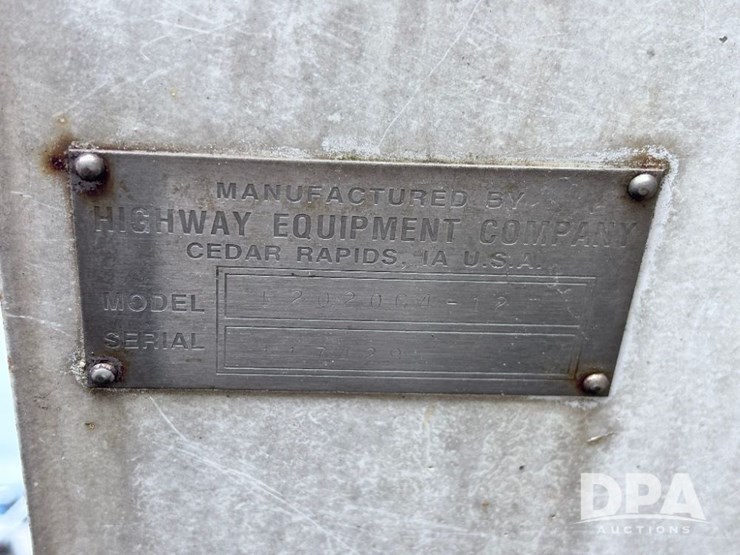 MANUFACTURED BY
HIGHWAY EQUIPMENT COMPANY
CEDAR RAPIDS, IA U.S.A.
MODEL
SERIAL
DPA
AUCTIONS